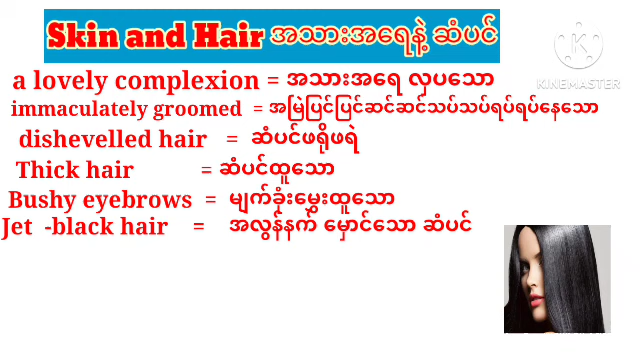 Skin and Hair အသားအရေနဲ့ ဆံပင်
KINEMASTER
a lovely complexion = အသားအရေ လှပသော
immaculately groomed = အမြဲပြင်ပြင်ဆင်ဆင်သပ်သပ်ရပ်ရပ်နေသော
dishevelled hair = ဆံပင်ဖရိုဖရဲ
Thick hair = ဆံပင်ထူသော
Bushy eyebrows = မျက်ခုံးမွှေးထူသော
Jet -black hair = အလွန်နက် မှောင်သော ဆံပင်